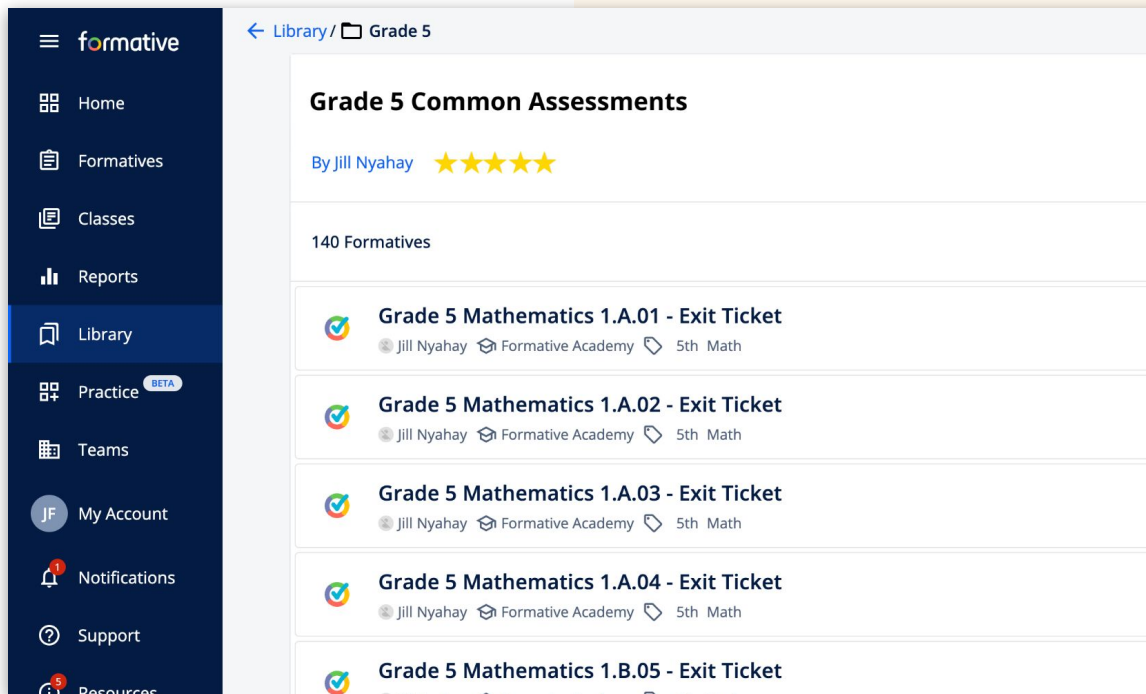 formative
Home
Formatives
Classes
Reports
Library
Practice BETA
Teams
JF My Account
1
Notifications
Support
5
Resources
Library / Grade 5
Grade 5 Common Assessments
By Jill Nyahay
140 Formatives
Grade 5 Mathematics 1.A.01 - Exit Ticket
Jill Nyahay Formative Academy 5th Math
Grade 5 Mathematics 1.A.02 - Exit Ticket
Jill Nyahay Formative Academy 5th Math
Grade 5 Mathematics 1.A.03 - Exit Ticket
Jill Nyahay Formative Academy 5th Math
Grade 5 Mathematics 1.A.04 - Exit Ticket
Jill Nyahay Formative Academy 5th Math
Grade 5 Mathematics 1.B.05 - Exit Ticket